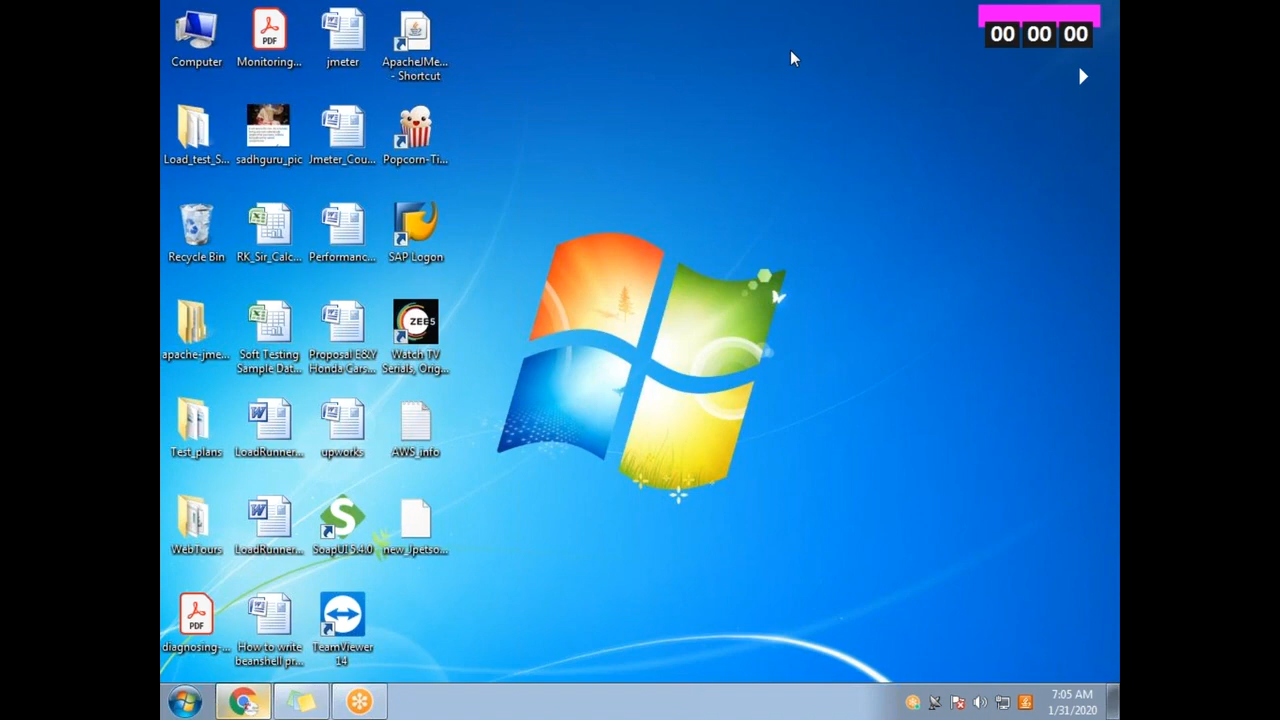 00 00 00
Computer
Monitoring...
jmeter
ApacheJMe...
- Shortcut
PDF
Load_test_S...
sadhguru_pic
Jmeter_Cou...
Popcorn-Ti...
Recycle Bin
RK_Sir_Calc...
Performanc...
SAP Logon
ZEE5
apache-jme...
Soft Testing
Sample Dat...
Proposal E&Y
Honda Cars...
Watch TV
Serials, Orig...
Test_plans
LoadRunner...
upworks
AWS_info
WebTours
LoadRunner...
SoapUI 5.4.0
new_Jpetso...
PDF
diagnosing-...
How to write
beanshell pr...
TeamViewer
14
7:05 AM
1/31/2020